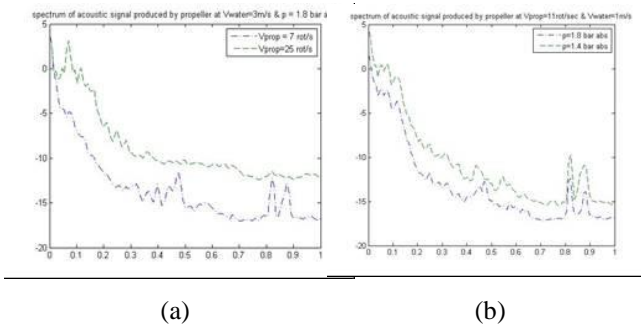 spectrum of acoustic signal produced by propeller at Vwater=3m/s & p = 1.8 bar a
Vprop = 7 rot/s
Vprop=25 rot/s
5
0
-5
-10
-15
-20
0 0.1 0.2 0.3 0.4 0.5 0.6 0.7 0.8 0.9 1
(a)
spectrum of acoustic signal produced by propeller at Vprop=11rot/sec & Vwater=1m/s
p=1.8 bar abs
p=1.4 bar abs
5
0
-5
-10
-15
-20
0 0.1 0.2 0.3 0.4 0.5 0.6 0.7 0.8 0.9 1
(b)